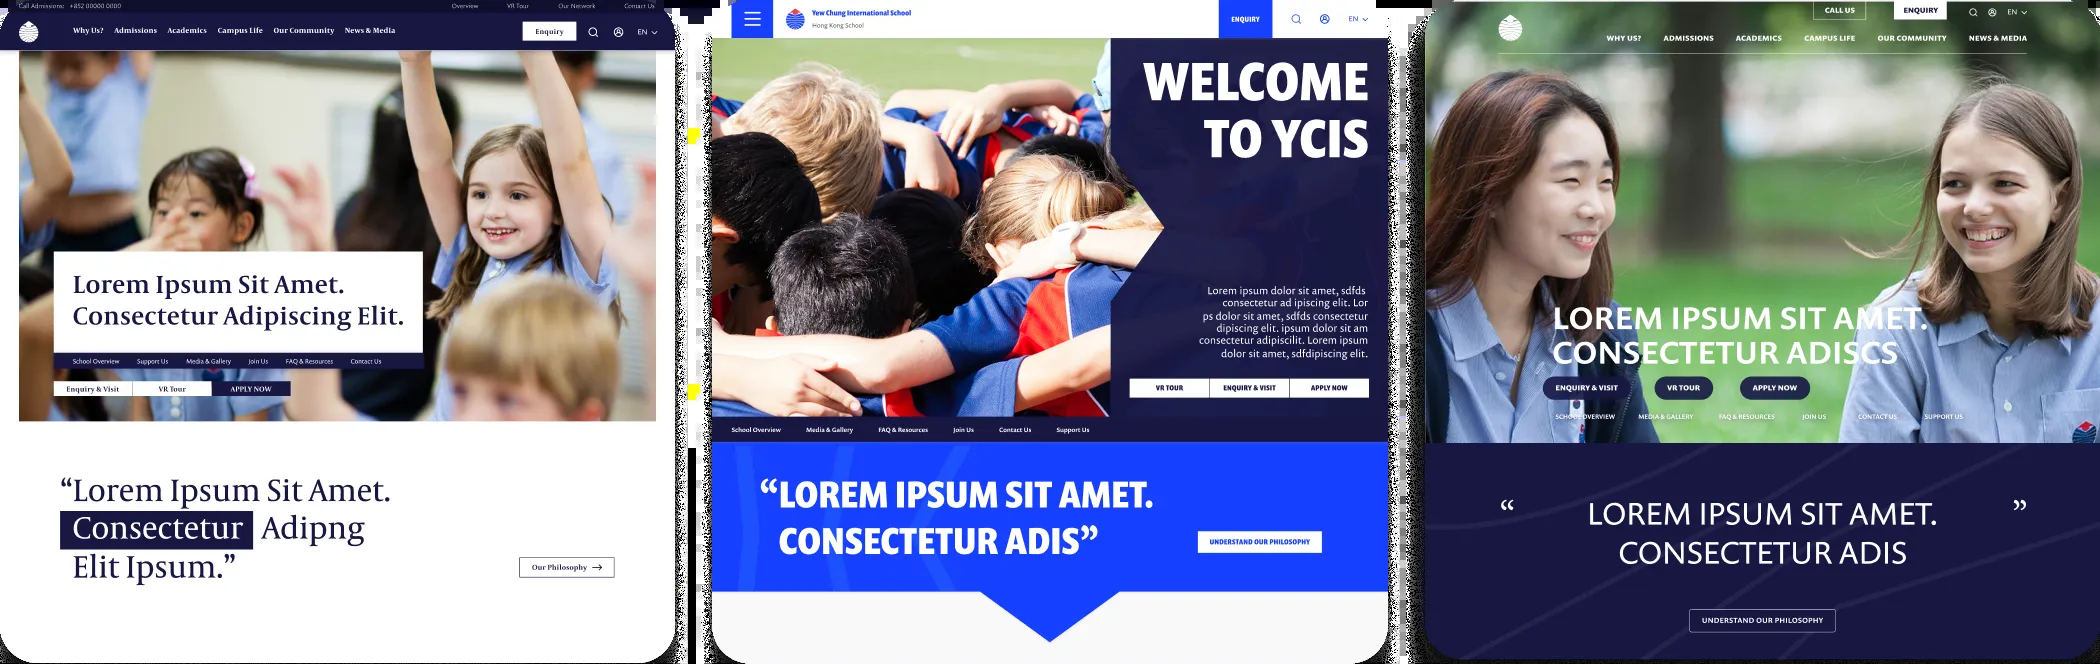 Call Admissions: +852 0000 0000
Overview VR Tour Our Network Contact Us
Why Us? Admissions Academics Campus Life Our Community News & Media
Enquiry
EN
Lorem Ipsum Sit Amet.
Consectetur Adipiscing Elit.
School Overview Support Us Media & Gallery Join Us FAQ & Resources Contact Us
Enquiry & Visit VR Tour APPLY NOW
“Lorem Ipsum Sit Amet.
Consectetur Adipng
Elit Ipsum.”
Our Philosophy →
Yew Chung International School
Hong Kong School
ENQUIRY
EN
WELCOME
TO YCIS
Lorem ipsum dolor sit amet, sdfds
consectetur ad ipiscing elit. Lor
ps dolor sit amet, sdfds consectetur
dipiscing elit. ipsum dolor sit am
consectetur adipiscilit. Lorem ipsum
dolor sit amet, sdfdipiscing elit.
VR TOUR ENQUIRY & VISIT APPLY NOW
School Overview Media & Gallery FAQ & Resources Join Us Contact Us Support Us
“LOREM IPSUM SIT AMET.
CONSECTETUR ADIS”
UNDERSTAND OUR PHILOSOPHY
CALL US ENQUIRY EN
WHY US? ADMISSIONS ACADEMICS CAMPUS LIFE OUR COMMUNITY NEWS & MEDIA
LOREM IPSUM SIT AMET.
CONSECTETUR ADISCS
ENQUIRY & VISIT VR TOUR APPLY NOW
SCHOOL OVERVIEW MEDIA & GALLERY FAQ & RESOURCES JOIN US CONTACT US SUPPORT US
“ LOREM IPSUM SIT AMET. ”
CONSECTETUR ADIS
UNDERSTAND OUR PHILOSOPHY